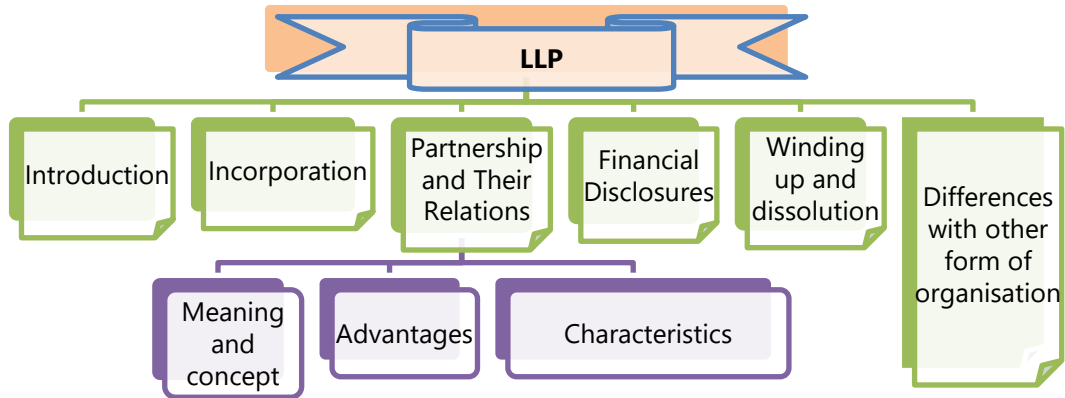 LLP
Introduction
Incorporation
Partnership
and Their
Relations
Financial
Disclosures
Winding
up and
dissolution
Differences
with other
form of
organisation
Meaning
and
concept
Advantages
Characteristics